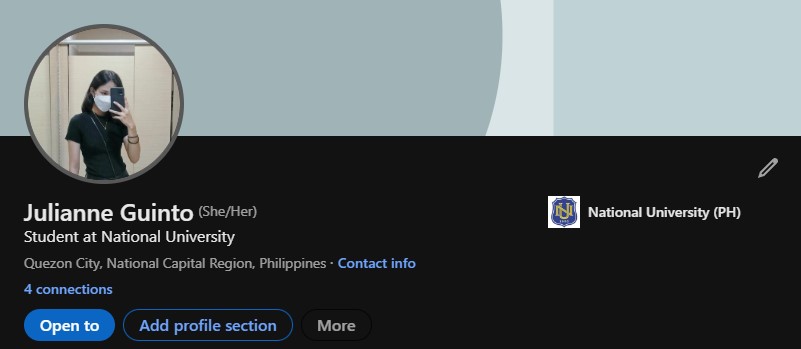 Julianne Guinto (She/Her)
Student at National University
Quezon City, National Capital Region, Philippines · Contact info
4 connections
Open to
Add profile section
More
NU
National University (PH)